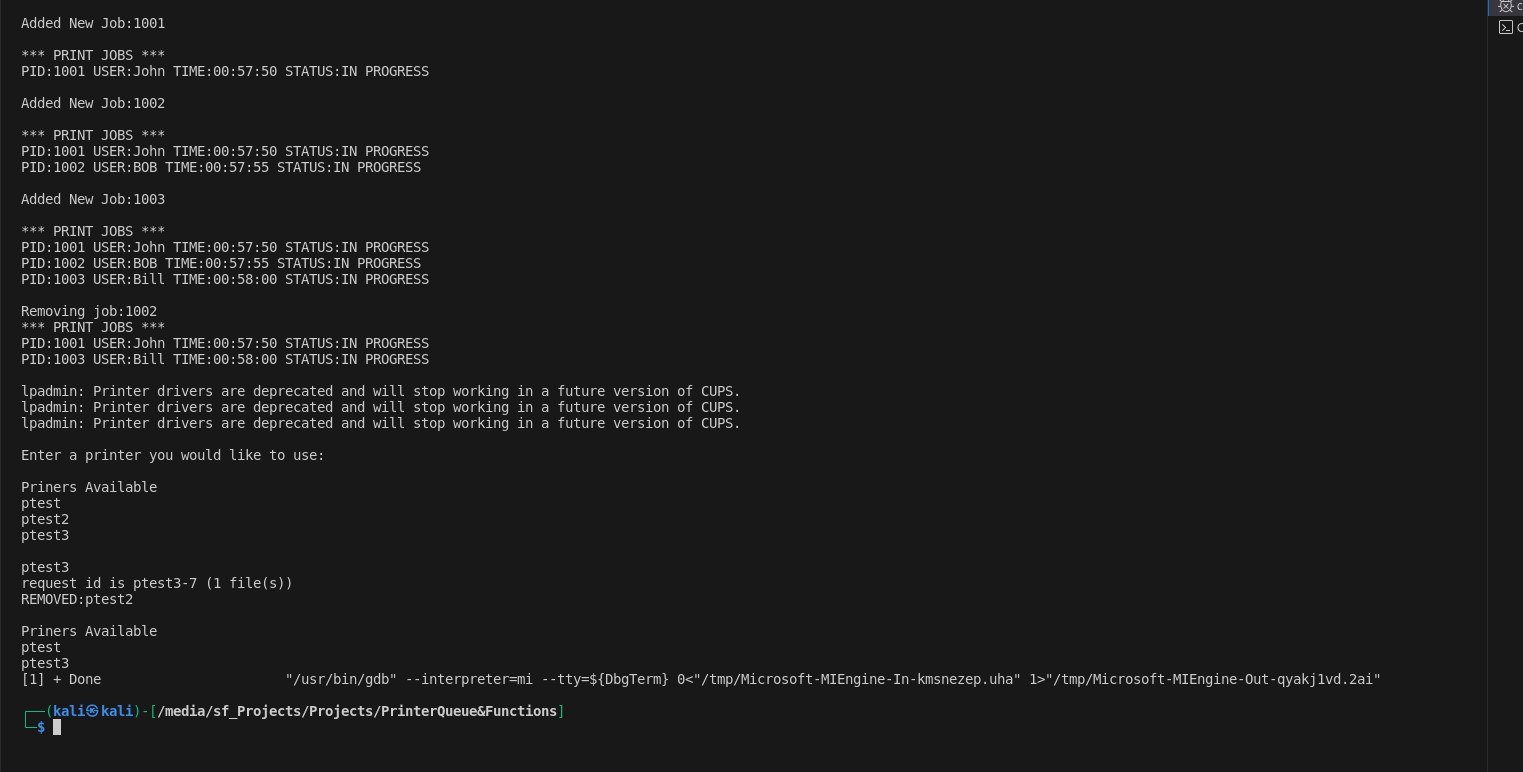 Added New Job:1001
*** PRINT JOBS ***
PID:1001 USER:John TIME:00:57:50 STATUS:IN PROGRESS
Added New Job:1002
*** PRINT JOBS ***
PID:1001 USER:John TIME:00:57:50 STATUS:IN PROGRESS
PID:1002 USER:BOB TIME:00:57:55 STATUS:IN PROGRESS
Added New Job:1003
*** PRINT JOBS ***
PID:1001 USER:John TIME:00:57:50 STATUS:IN PROGRESS
PID:1002 USER:BOB TIME:00:57:55 STATUS:IN PROGRESS
PID:1003 USER:Bill TIME:00:58:00 STATUS:IN PROGRESS
Removing job:1002
*** PRINT JOBS ***
PID:1001 USER:John TIME:00:57:50 STATUS:IN PROGRESS
PID:1003 USER:Bill TIME:00:58:00 STATUS:IN PROGRESS
lpadmin: Printer drivers are deprecated and will stop working in a future version of CUPS.
lpadmin: Printer drivers are deprecated and will stop working in a future version of CUPS.
lpadmin: Printer drivers are deprecated and will stop working in a future version of CUPS.
Enter a printer you would like to use:
Priners Available
ptest
ptest2
ptest3
ptest3
request id is ptest3-7 (1 file(s))
REMOVED:ptest2
Priners Available
ptest
ptest3
[1] + Done "/usr/bin/gdb" --interpreter=mi --tty=${DbgTerm} 0<"/tmp/Microsoft-MIEngine-In-kmsnezep.uha" 1>"/tmp/Microsoft-MIEngine-Out-qyakj1vd.2ai"
┌──(kali㉿kali)-[/media/sf_Projects/Projects/PrinterQueue&Functions]
└─$